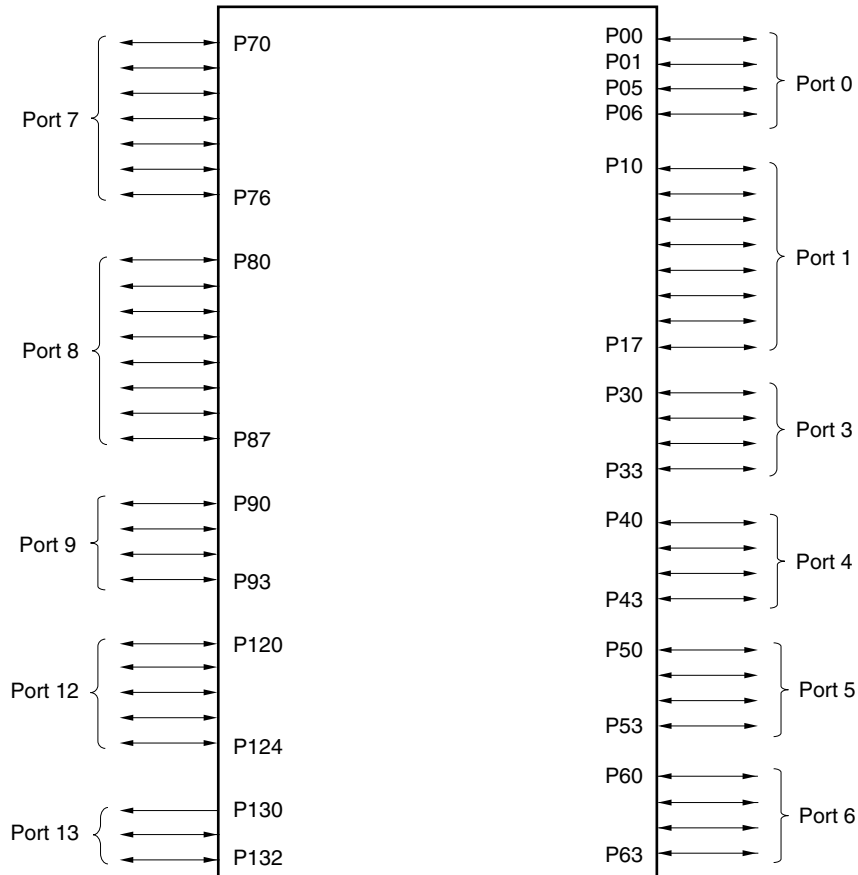 Port 7
P70
P76
Port 8
P80
P87
Port 9
P90
P93
Port 12
P120
P124
Port 13
P130
P132
P00
P01
P05
P06
Port 0
P10
P17
Port 1
P30
P33
Port 3
P40
P43
Port 4
P50
P53
Port 5
P60
P63
Port 6